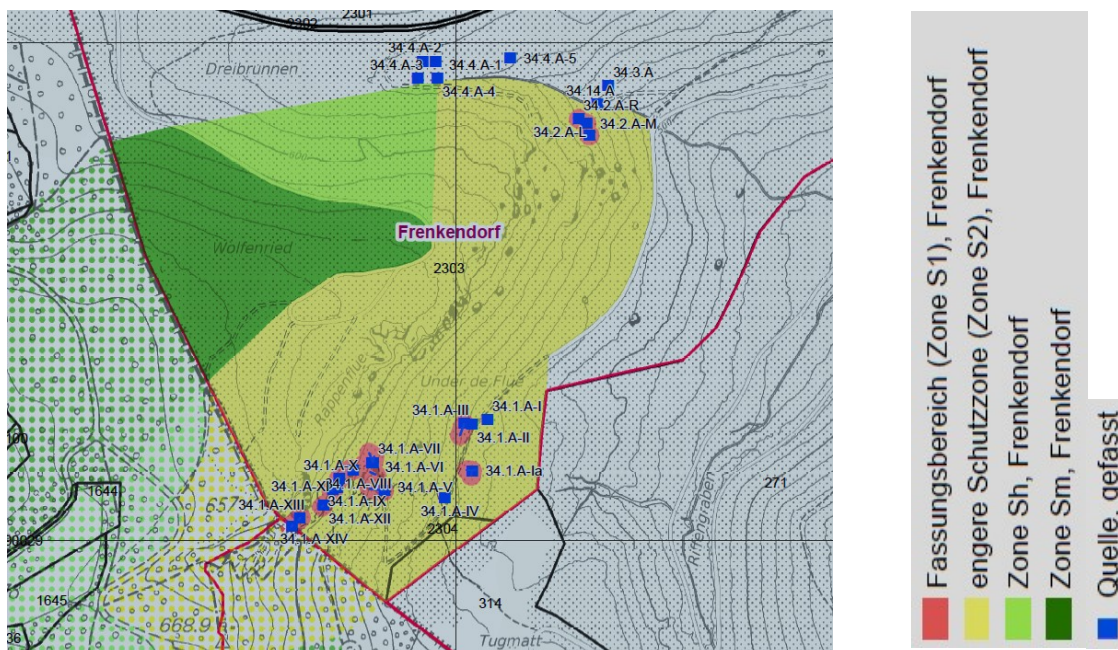 2301
2302
34.4.A-2
34.4.A-5
Dreibrunnen
34.4.A-3
34.4.A-1
34.4.A-4
34.3.A
34.14.A
34.2.A-R
34.2.A-M
34.2.A-L
Frenkendorf
Wolfenried
2303
Under de Flue
34.1.A-III
34.1.A-I
34.1.A-II
34.1.A-VII
34.1.A-X
34.1.A-VI
34.1.A-Ia
34.1.A-XI
34.1.A-VIII
34.1.A-V
34.1.A-XIII
34.1.A-IX
34.1.A-IV
34.1.A-XII
34.1.A-XIV
2304
271
1644
657
1645
668.9
314
Tugmatt
36
Fassungsbereich (Zone S1), Frenkendorf
engere Schutzzone (Zone S2), Frenkendorf
Zone Sh, Frenkendorf
Zone Sm, Frenkendorf
Quelle, gefasst